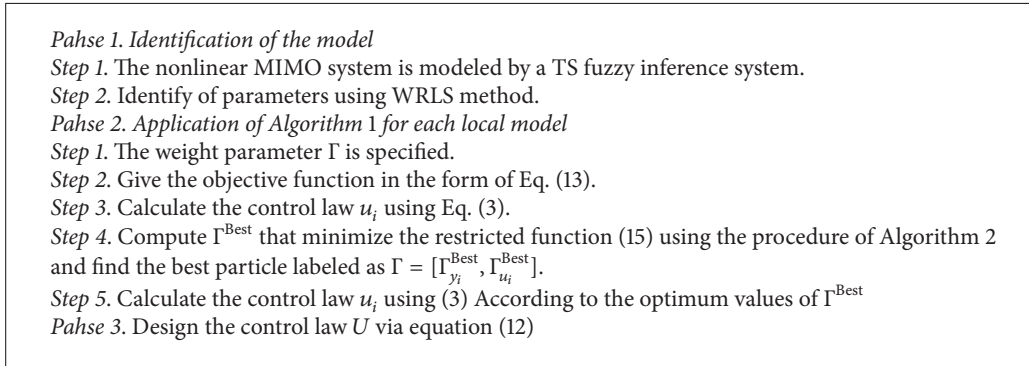 Pahse 1. Identification of the model
Step 1. The nonlinear MIMO system is modeled by a TS fuzzy inference system.
Step 2. Identify of parameters using WRLS method.
Pahse 2. Application of Algorithm 1 for each local model
Step 1. The weight parameter Γ is specified.
Step 2. Give the objective function in the form of Eq. (13).
Step 3. Calculate the control law u_i using Eq. (3).
Step 4. Compute Γ^Best that minimize the restricted function (15) using the procedure of Algorithm 2
and find the best particle labeled as Γ = [Γ_{y_i}^Best, Γ_{u_i}^Best].
Step 5. Calculate the control law u_i using (3) According to the optimum values of Γ^Best
Pahse 3. Design the control law U via equation (12)